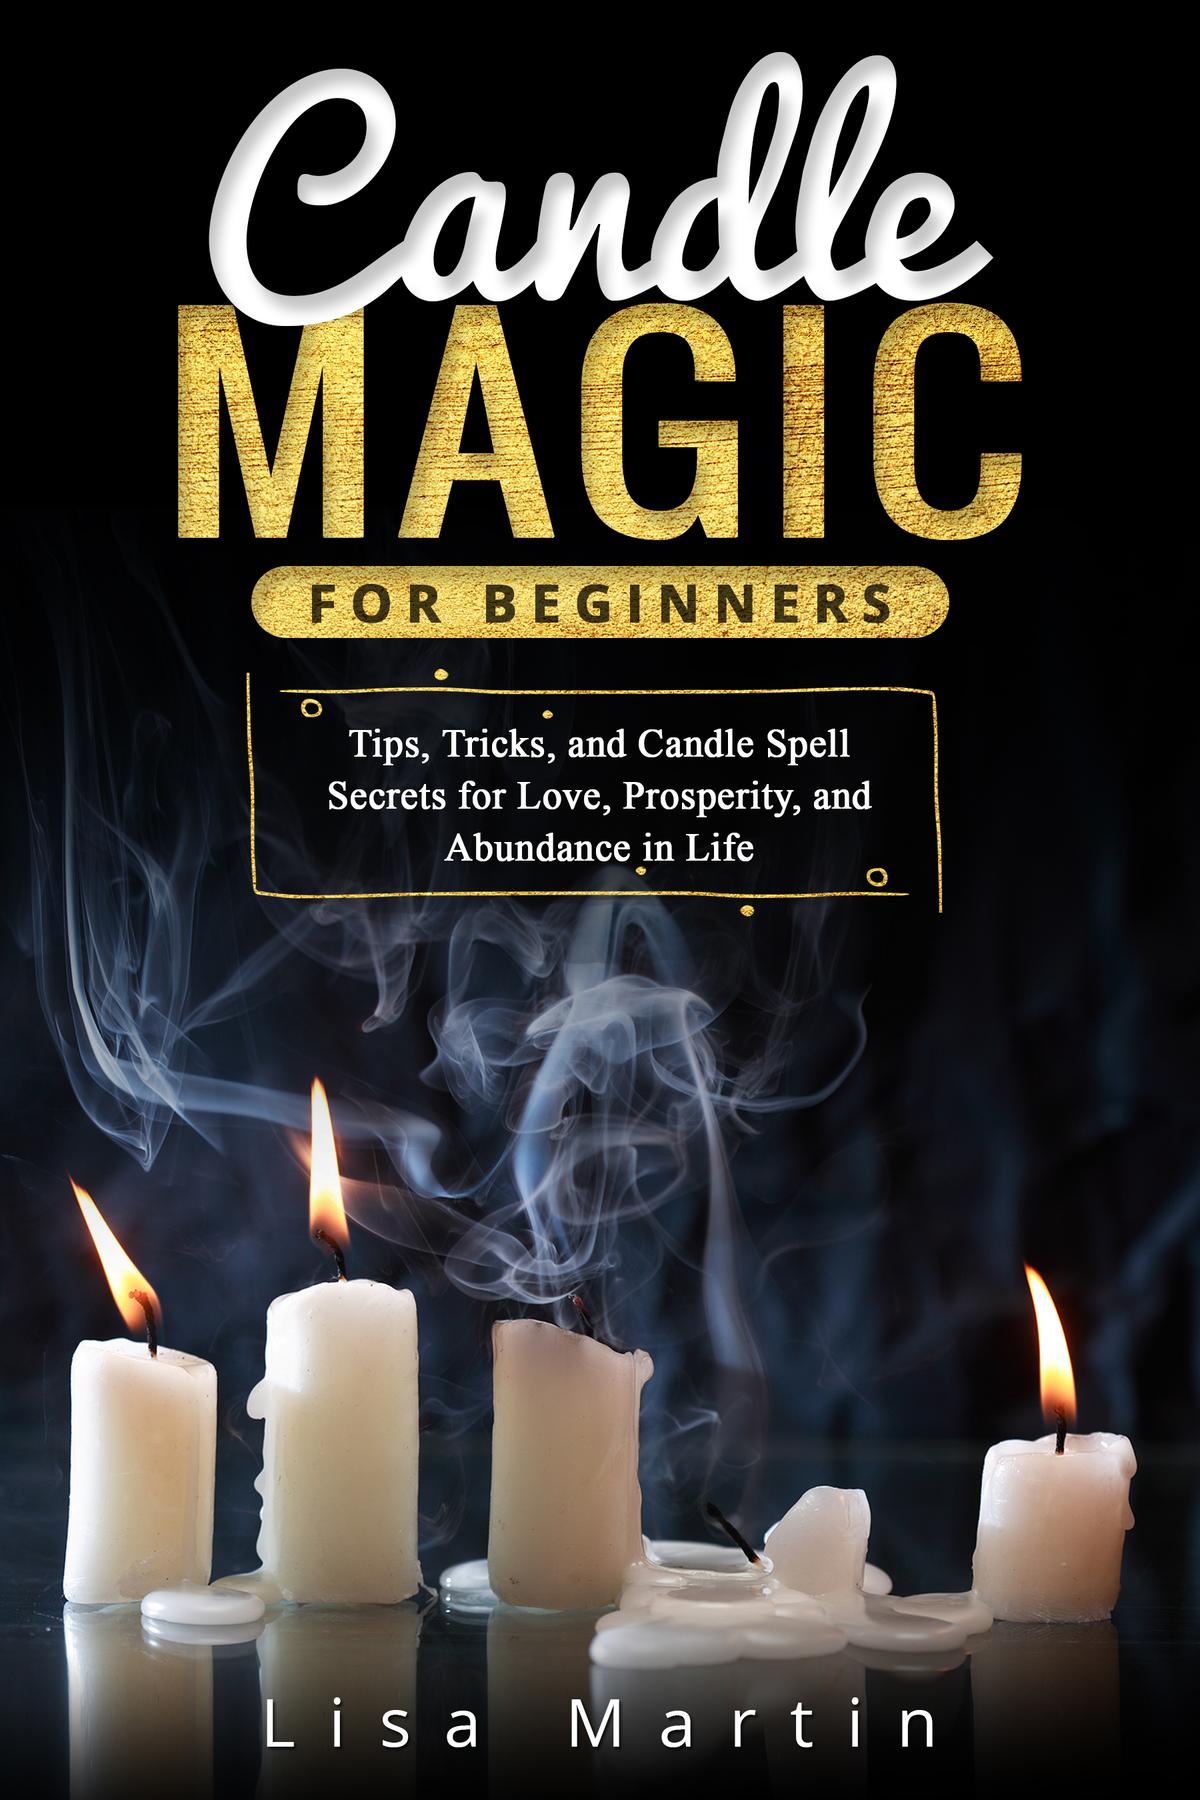 Candle
MAGIC
FOR BEGINNERS
Tips, Tricks, and Candle Spell
Secrets for Love, Prosperity, and
Abundance in Life
Lisa Martin